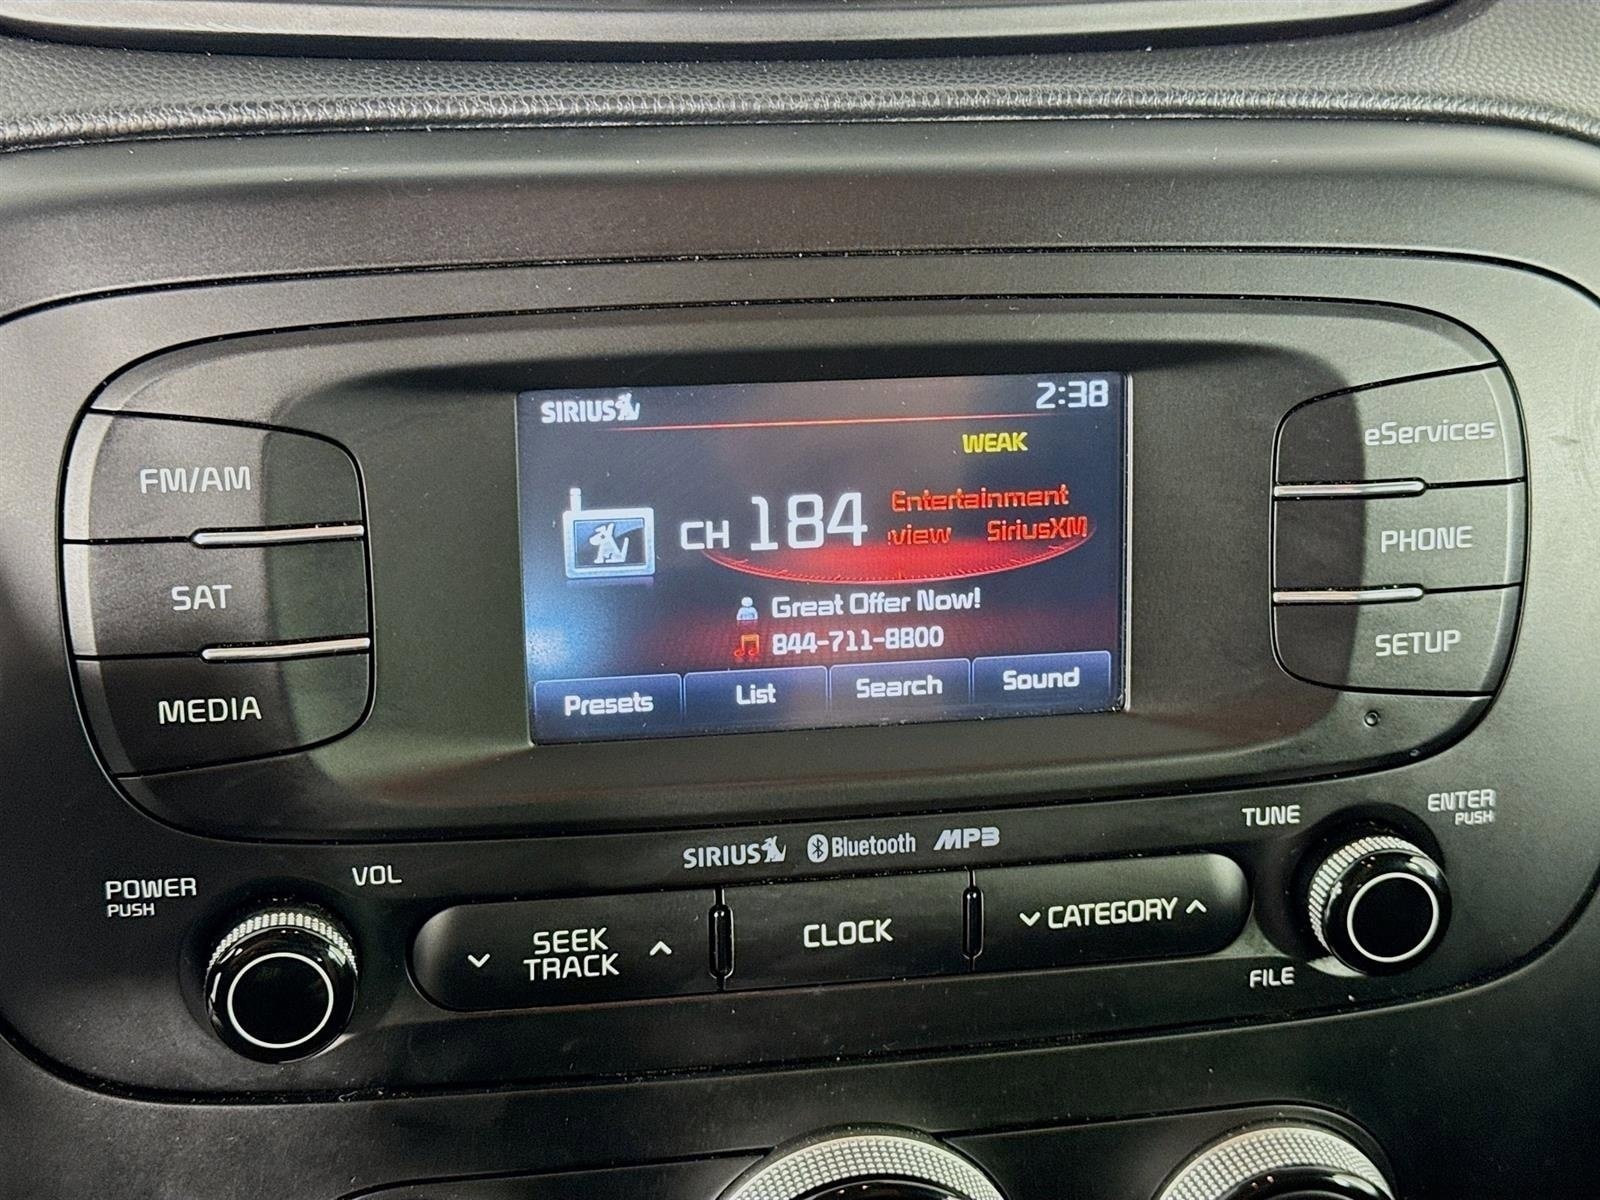 SIRIUS 2:38
WEAK
CH 184 Entertainment
view SiriusXM
Great Offer Now!
844-711-8800
Presets List Search Sound
FM/AM
SAT
MEDIA
eServices
PHONE
SETUP
SIRIUS Bluetooth MP3
POWER
PUSH
VOL
SEEK
TRACK
CLOCK
CATEGORY
TUNE
FILE
ENTER
PUSH